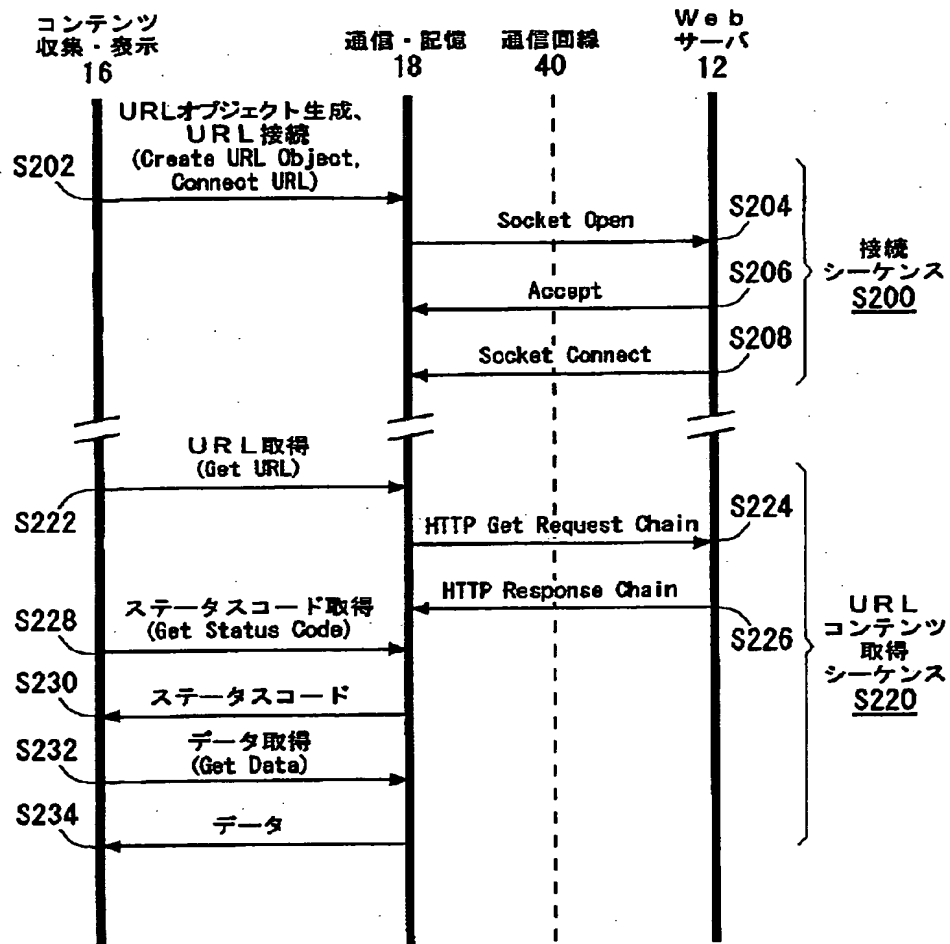 コンテンツ
収集・表示
16
通信・記憶
18
通信回線
40
Ｗｅｂ
サーバ
12
URLオブジェクト生成、
ＵＲＬ接続
(Create URL Object,
Connect URL)
S202
Socket Open
S204
Accept
S206
Socket Connect
S208
接続
シーケンス
S200
ＵＲＬ取得
(Get URL)
S222
HTTP Get Request Chain
S224
HTTP Response Chain
S226
ステータスコード取得
(Get Status Code)
S228
ステータスコード
S230
データ取得
(Get Data)
S232
データ
S234
ＵＲＬ
コンテンツ
取得
シーケンス
S220